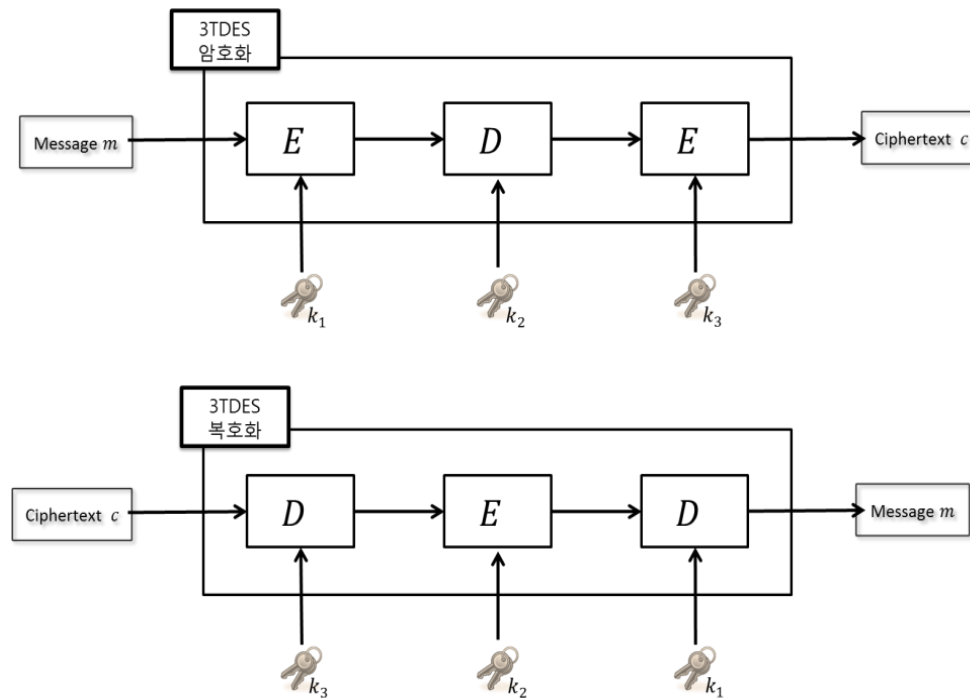 3TDES
암호화
Message m
E
D
E
Ciphertext c
k₁
k₂
k₃
3TDES
복호화
Ciphertext c
D
E
D
Message m
k₃
k₂
k₁